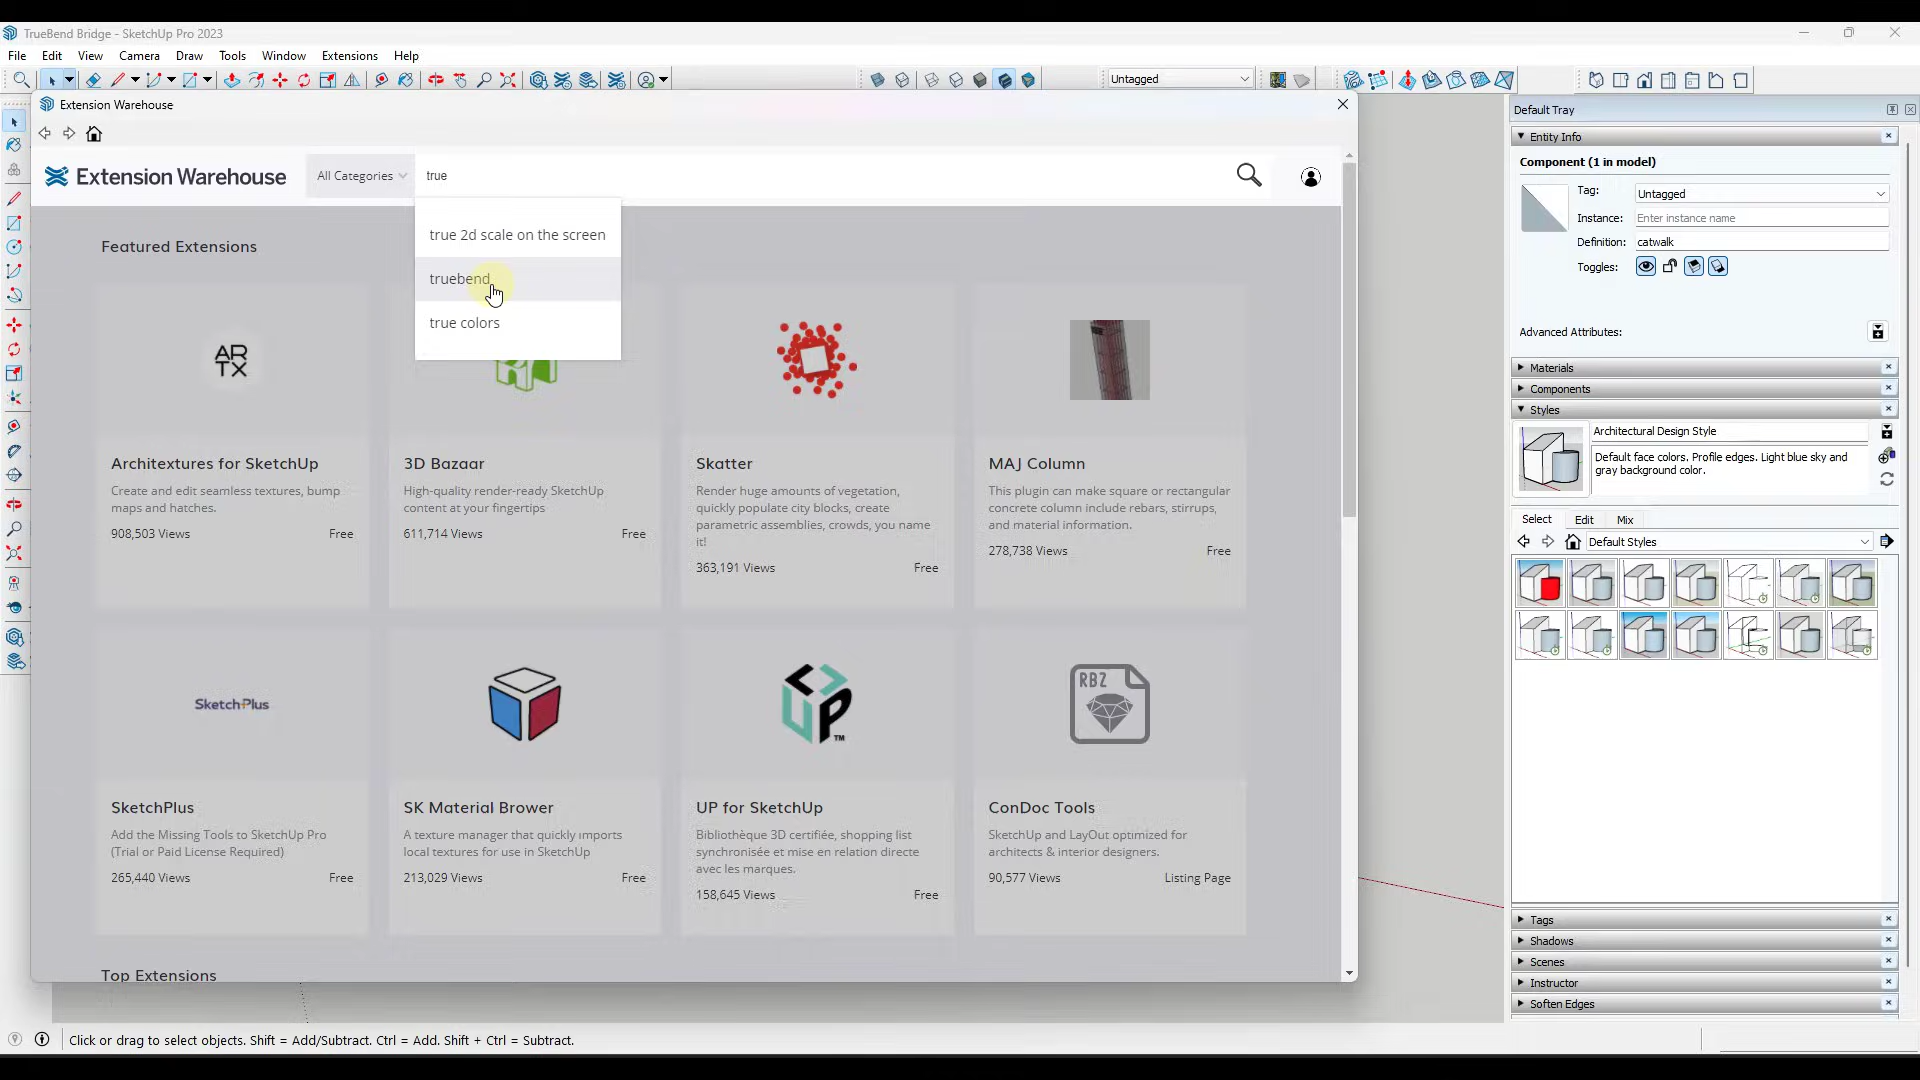 TrueBend Bridge - SketchUp Pro 2023
File Edit View Camera Draw Tools Window Extensions Help
Untagged
Extension Warehouse
Extension Warehouse
All Categories
true
true 2d scale on the screen
truebend
true colors
Featured Extensions
AR
TX
Architextures for SketchUp
Create and edit seamless textures, bump
maps and hatches.
908,503 Views Free
3D Bazaar
High-quality render-ready SketchUp
content at your fingertips
611,714 Views Free
Skatter
Render huge amounts of vegetation,
quickly populate city blocks, create
parametric assemblies, crowds, you name
it!
363,191 Views Free
MAJ Column
This plugin can make square or rectangular
concrete column include rebars, stirrups,
and material information.
278,738 Views Free
SketchPlus
UP™
RBZ
SketchPlus
Add the Missing Tools to SketchUp Pro
(Trial or Paid License Required)
265,440 Views Free
SK Material Brower
A texture manager that quickly imports
local textures for use in SketchUp
213,029 Views Free
UP for SketchUp
Bibliothèque 3D certifiée, shopping list
synchronisée et mise en relation directe
avec les marques.
158,645 Views Free
ConDoc Tools
SketchUp and LayOut optimized for
architects & interior designers.
90,577 Views Listing Page
Top Extensions
Default Tray
Entity Info
Component (1 in model)
Tag: Untagged
Instance: Enter instance name
Definition: catwalk
Toggles:
Advanced Attributes:
Materials
Components
Styles
Architectural Design Style
Default face colors. Profile edges. Light blue sky and
gray background color.
Select Edit Mix
Default Styles
Tags
Shadows
Scenes
Instructor
Soften Edges
Click or drag to select objects. Shift = Add/Subtract. Ctrl = Add. Shift + Ctrl = Subtract.